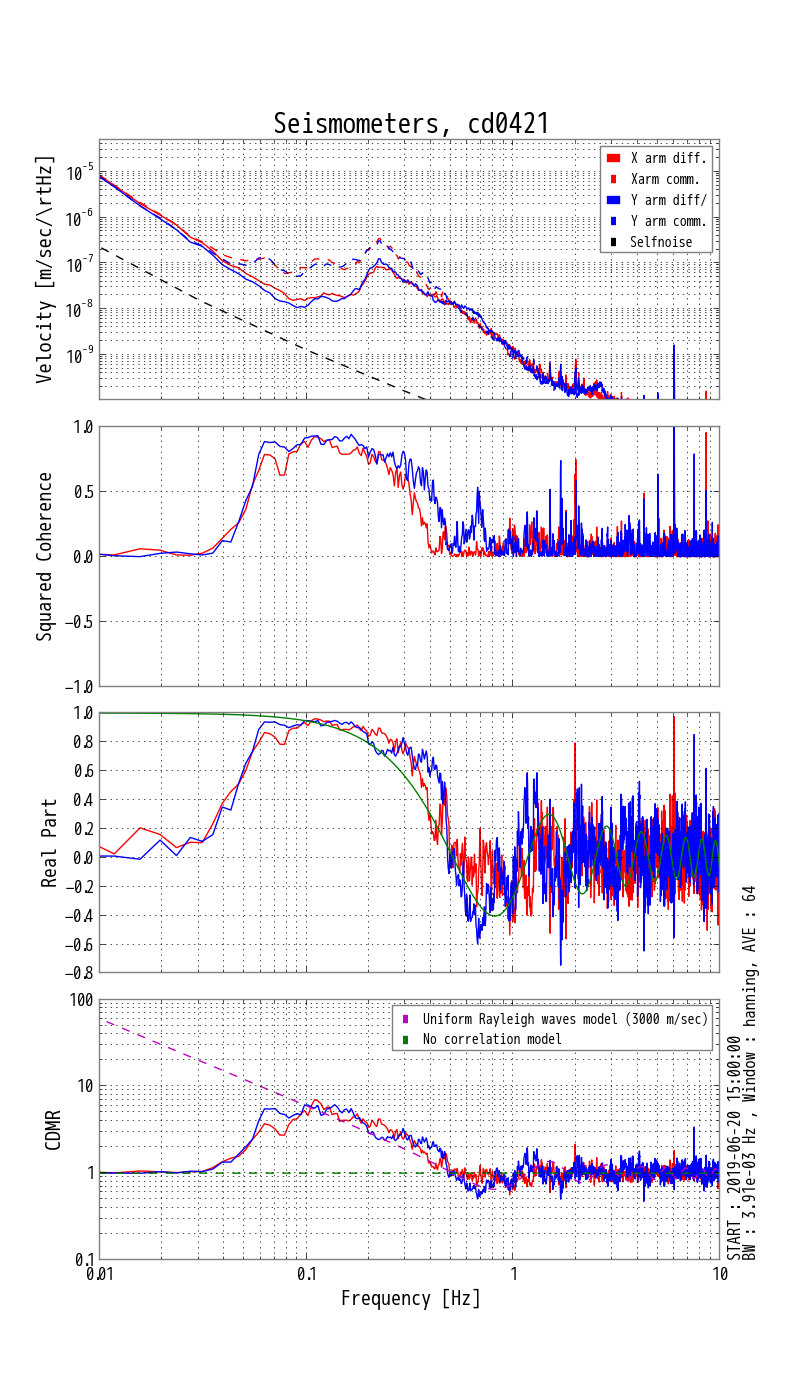 Seismometers, cd0421
Velocity [m/sec/\rtHz]
10^-5
10^-6
10^-7
10^-8
10^-9
X arm diff.
Xarm comm.
Y arm diff/
Y arm comm.
Selfnoise
Squared Coherence
1.0
0.5
0.0
−0.5
−1.0
Real Part
1.0
0.8
0.6
0.4
0.2
0.0
−0.2
−0.4
−0.6
−0.8
CDMR
100
10
1
0.1
Uniform Rayleigh waves model (3000 m/sec)
No correlation model
0.01
0.1
1
10
Frequency [Hz]
START : 2019-06-20 15:00:00
BW : 3.91e-03 Hz , Window : hanning, AVE : 64